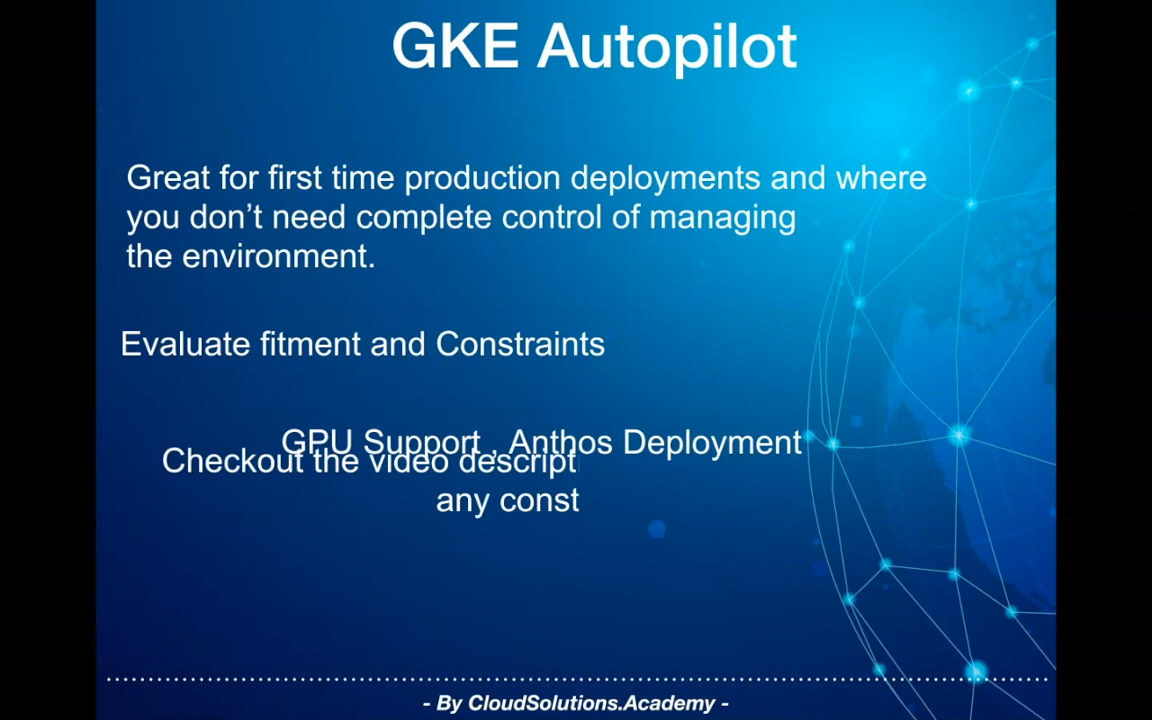 GKE Autopilot
Great for first time production deployments and where
you don’t need complete control of managing
the environment.
Evaluate fitment and Constraints
GPU Support , Anthos Deployment
Checkout the video descript
any const
- By CloudSolutions.Academy -